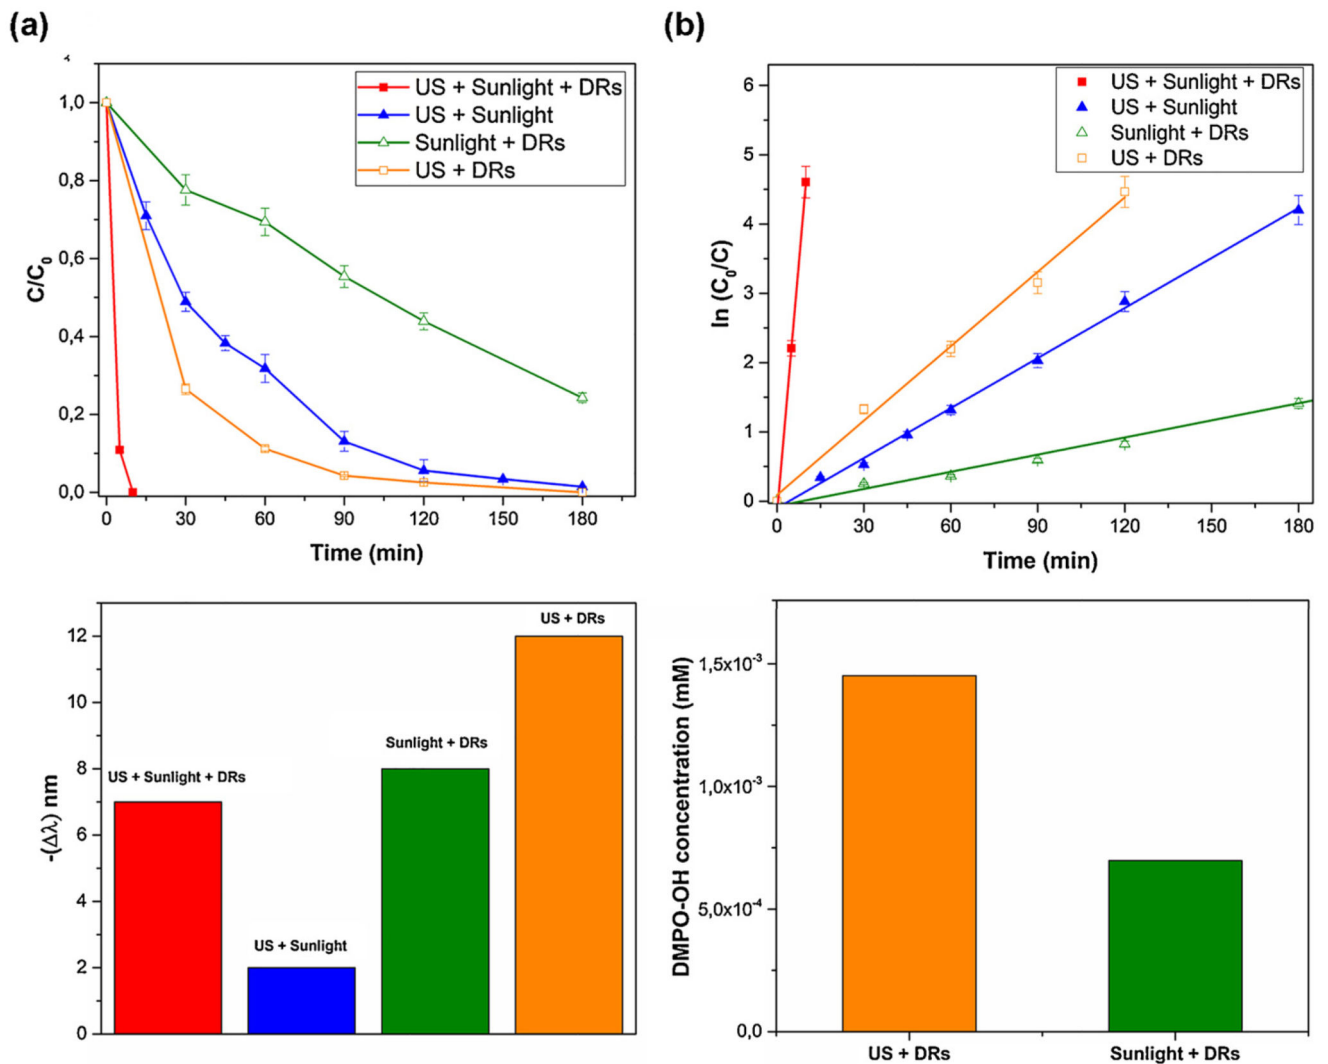 (a)
US + Sunlight + DRs
US + Sunlight
Sunlight + DRs
US + DRs
C/C0
1,0
0,8
0,6
0,4
0,2
0,0
0 30 60 90 120 150 180
Time (min)
(b)
US + Sunlight + DRs
US + Sunlight
Sunlight + DRs
US + DRs
ln (C0/C)
6
5
4
3
2
1
0
0 30 60 90 120 150 180
Time (min)
-(Δλ) nm
12
10
8
6
4
2
0
US + Sunlight + DRs
US + Sunlight
Sunlight + DRs
US + DRs
DMPO-OH concentration (mM)
1,5x10⁻³
1,0x10⁻³
5,0x10⁻⁴
0,0
US + DRs
Sunlight + DRs